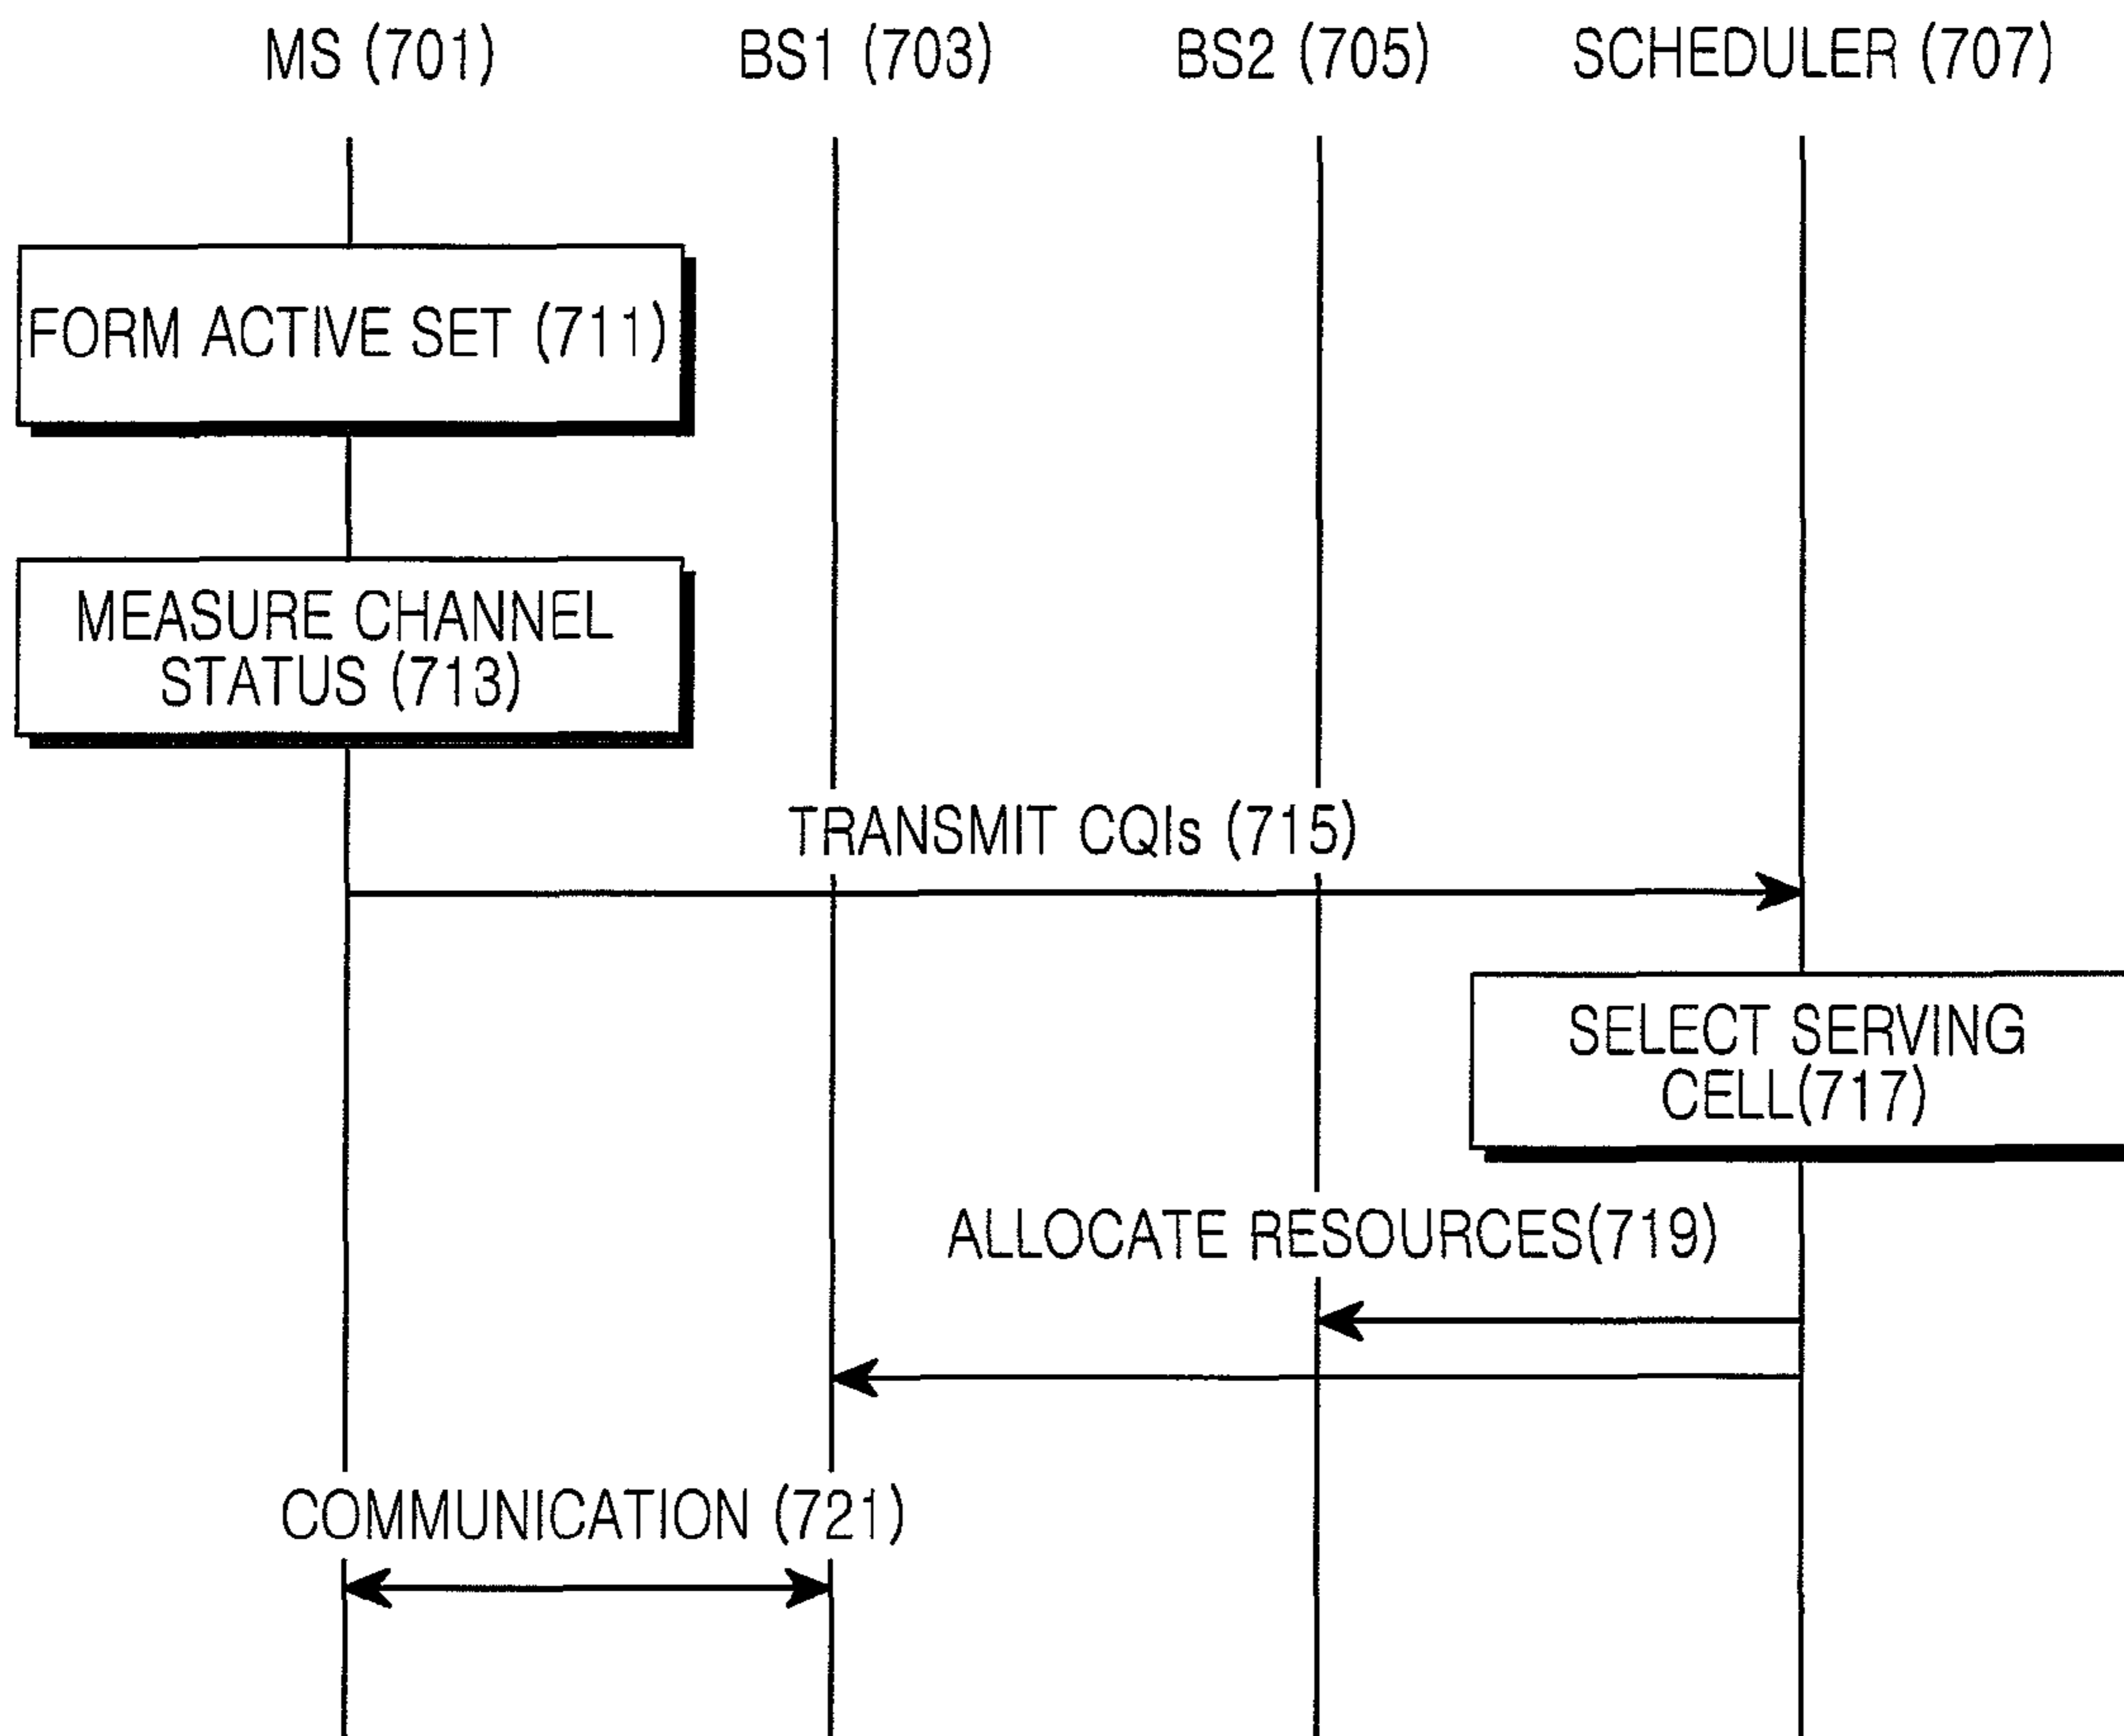 MS (701)
BS1 (703)
BS2 (705)
SCHEDULER (707)
FORM ACTIVE SET (711)
MEASURE CHANNEL
STATUS (713)
TRANSMIT CQIs (715)
SELECT SERVING
CELL(717)
ALLOCATE RESOURCES(719)
COMMUNICATION (721)